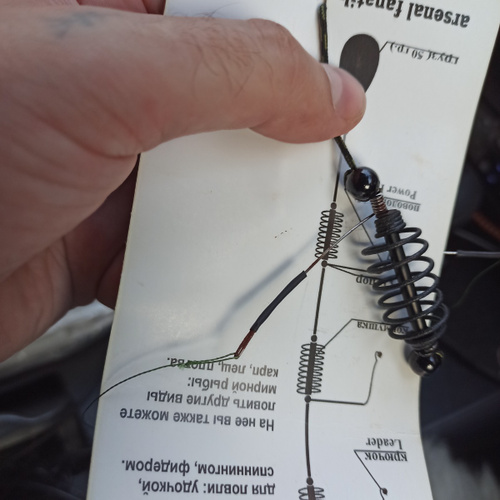 для ловли: удочкой,
спиннингом, фидером.
На нее вы также можете
ловить другие виды
мирной рыбы:
карп, лещ, плотва.
крючок
Leader
Power
груз( 50 гр.)
arsenal